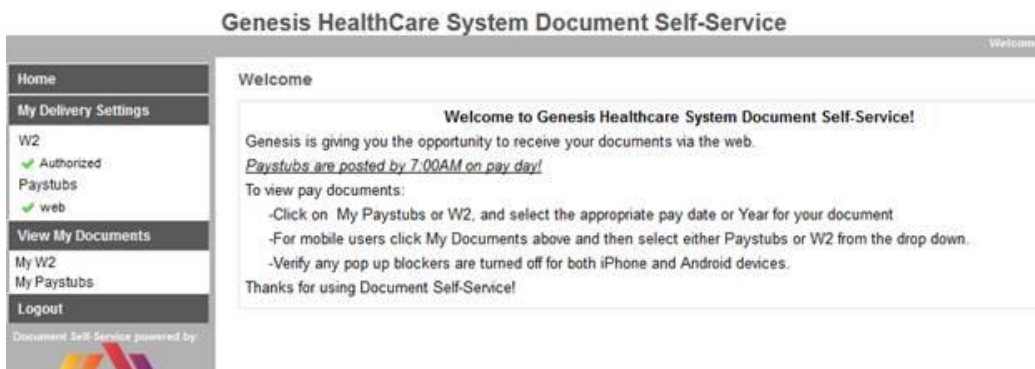 Genesis HealthCare System Document Self-Service
Welcome
Home
My Delivery Settings
W2
Authorized
Paystubs
web
View My Documents
My W2
My Paystubs
Logout
Document Self-Service powered by:
Welcome
Welcome to Genesis Healthcare System Document Self-Service!
Genesis is giving you the opportunity to receive your documents via the web.
Paystubs are posted by 7:00AM on pay day!
To view pay documents:
-Click on My Paystubs or W2, and select the appropriate pay date or Year for your document
-For mobile users click My Documents above and then select either Paystubs or W2 from the drop down.
-Verify any pop up blockers are turned off for both iPhone and Android devices.
Thanks for using Document Self-Service!